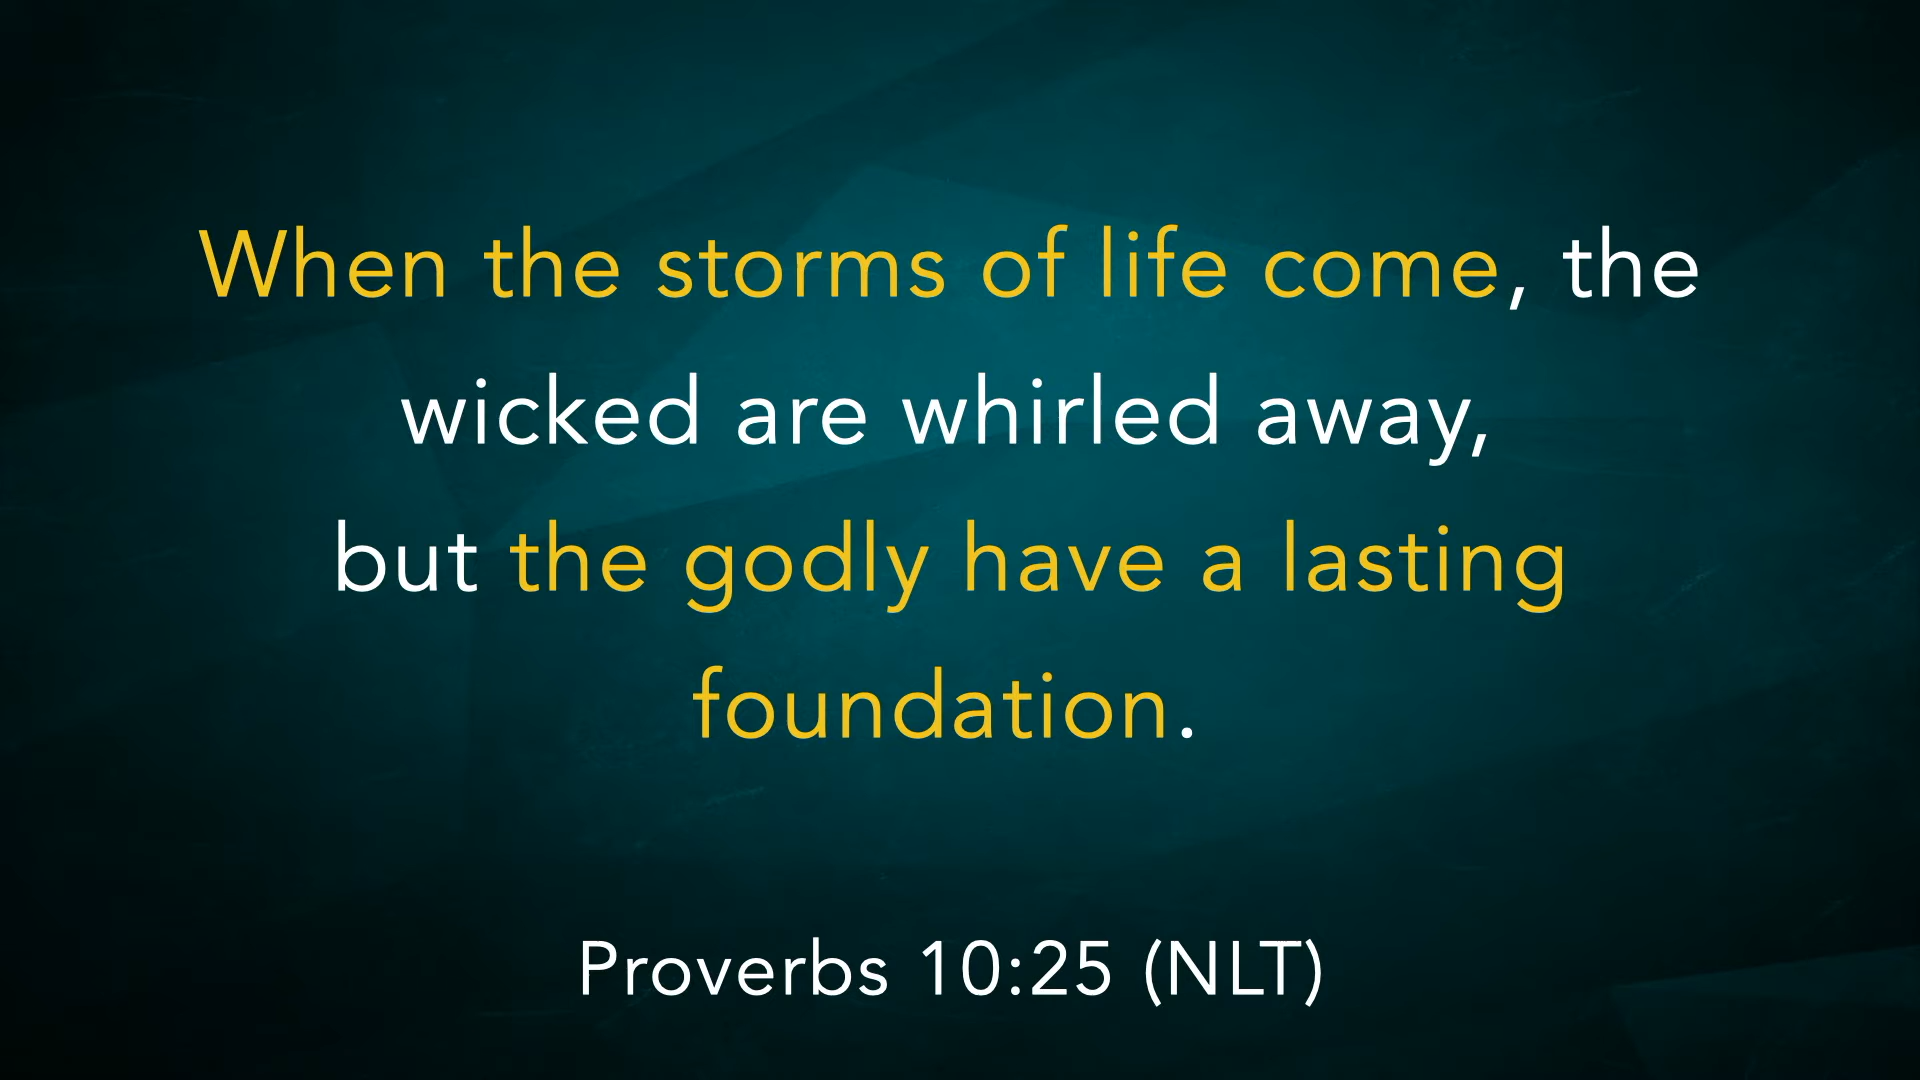 When the storms of life come, the
wicked are whirled away,
but the godly have a lasting
foundation.
Proverbs 10:25 (NLT)